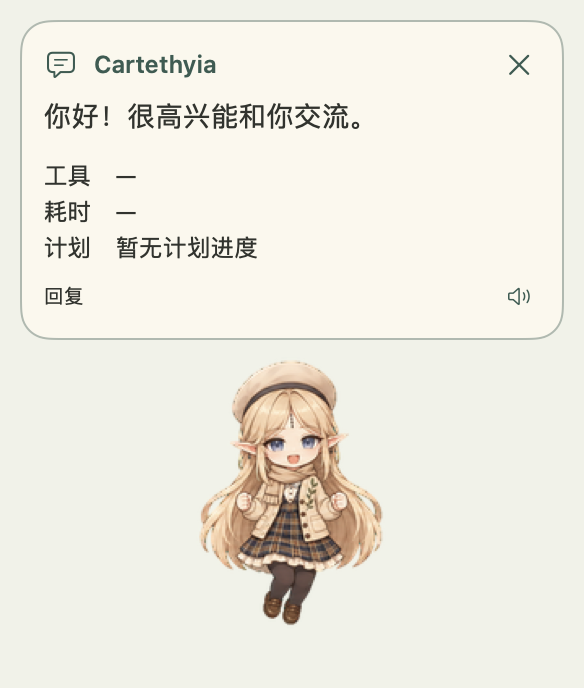 Cartethyia
你好！很高兴能和你交流。
工具 —
耗时 —
计划 暂无计划进度
回复